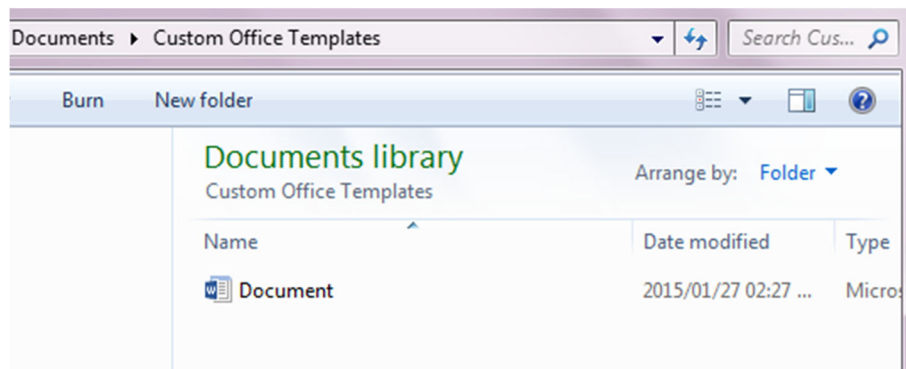 Documents ▸ Custom Office Templates Search Cus...
Burn New folder
Documents library
Custom Office Templates
Arrange by: Folder
Name Date modified Type
Document 2015/01/27 02:27 ... Micros